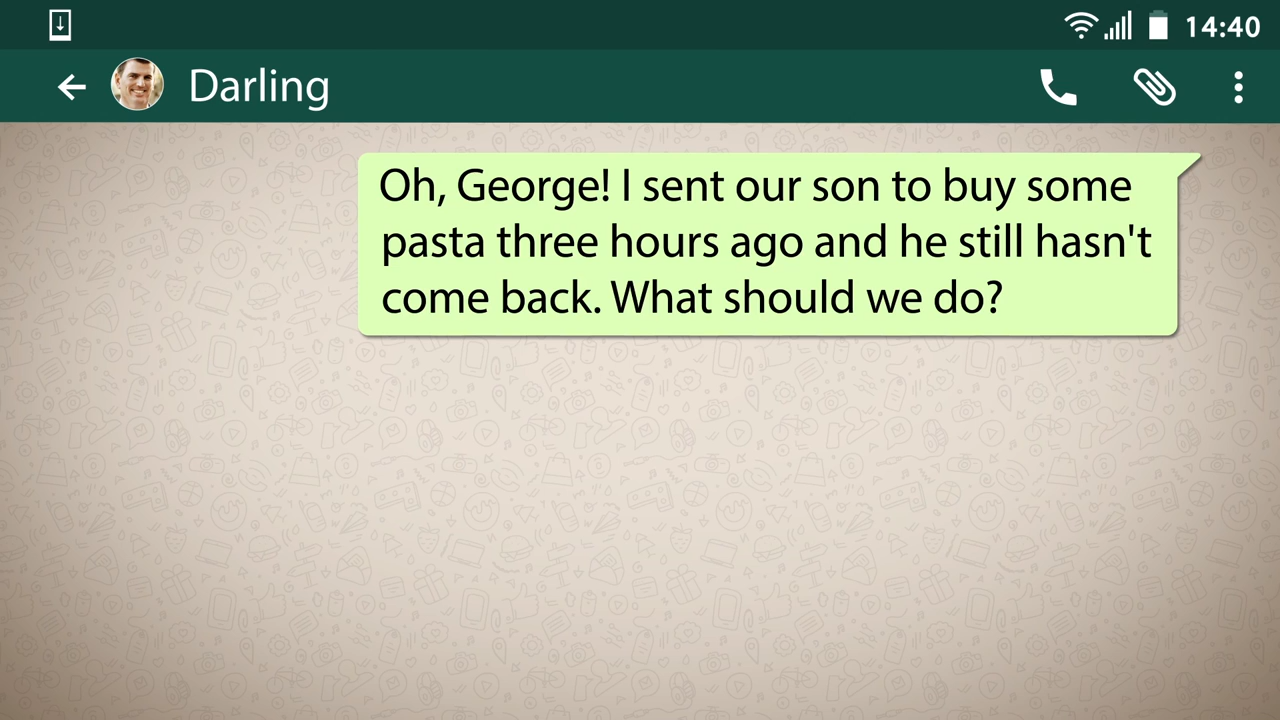 14:40
Darling
Oh, George! I sent our son to buy some
pasta three hours ago and he still hasn't
come back. What should we do?